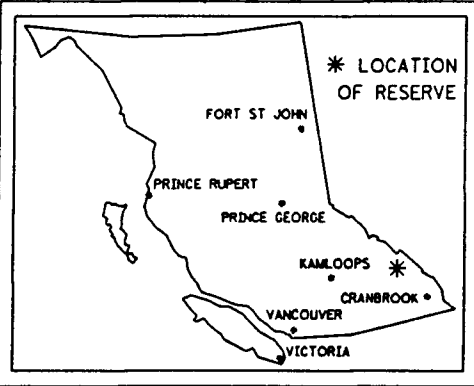 ✳ LOCATION
OF RESERVE
FORT ST JOHN
PRINCE RUPERT
PRINCE GEORGE
KAMLOOPS
CRANBROOK
VANCOUVER
VICTORIA